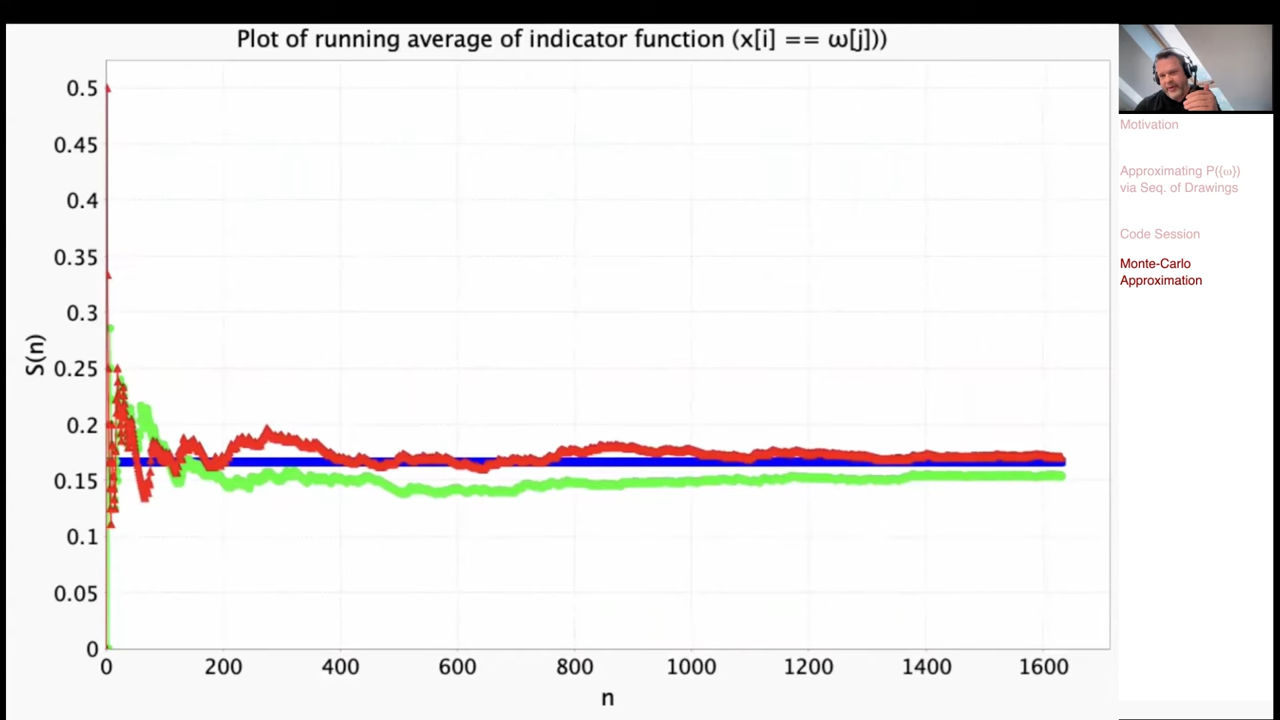 Plot of running average of indicator function (x[i] == ω[j]))
0.5
0.45
0.4
0.35
0.3
0.25
0.2
0.15
0.1
0.05
0
S(n)
0 200 400 600 800 1000 1200 1400 1600
n
Motivation
Approximating P({ω})
via Seq. of Drawings
Code Session
Monte-Carlo
Approximation